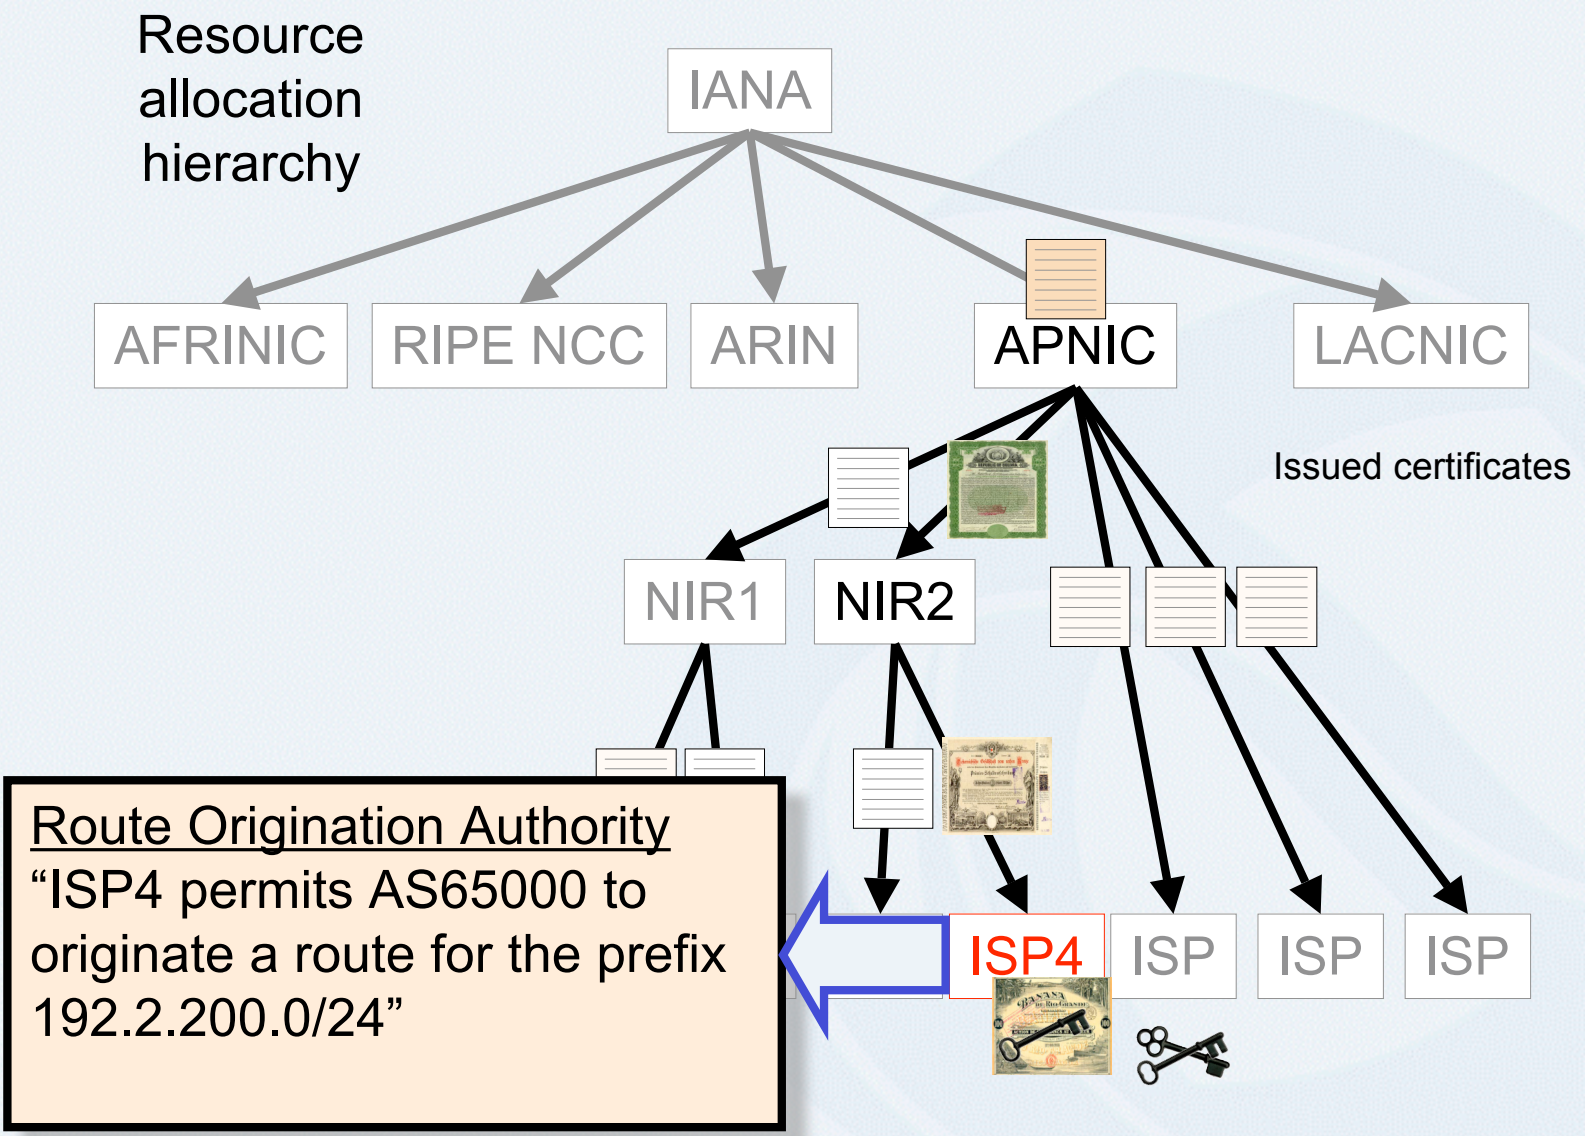 Resource
allocation
hierarchy
IANA
AFRINIC
RIPE NCC
ARIN
APNIC
LACNIC
Issued certificates
NIR1
NIR2
Route Origination Authority
“ISP4 permits AS65000 to
originate a route for the prefix
192.2.200.0/24”
ISP4
ISP
ISP
ISP
BANANA